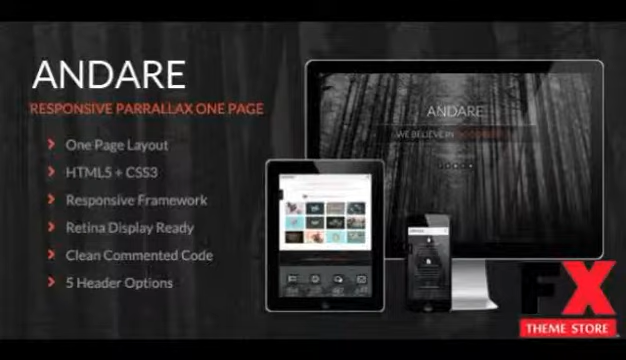 ANDARE
RESPONSIVE PARRALLAX ONE PAGE
One Page Layout
HTML5 + CSS3
Responsive Framework
Retina Display Ready
Clean Commented Code
5 Header Options
ANDARE
WE BELIEVE IN
FX
THEME STORE